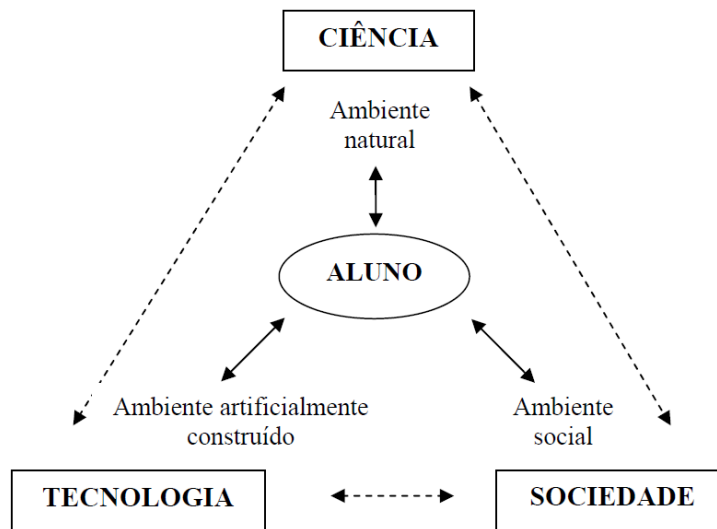 CIÊNCIA
Ambiente
natural
ALUNO
Ambiente artificialmente
construído
Ambiente
social
TECNOLOGIA
SOCIEDADE